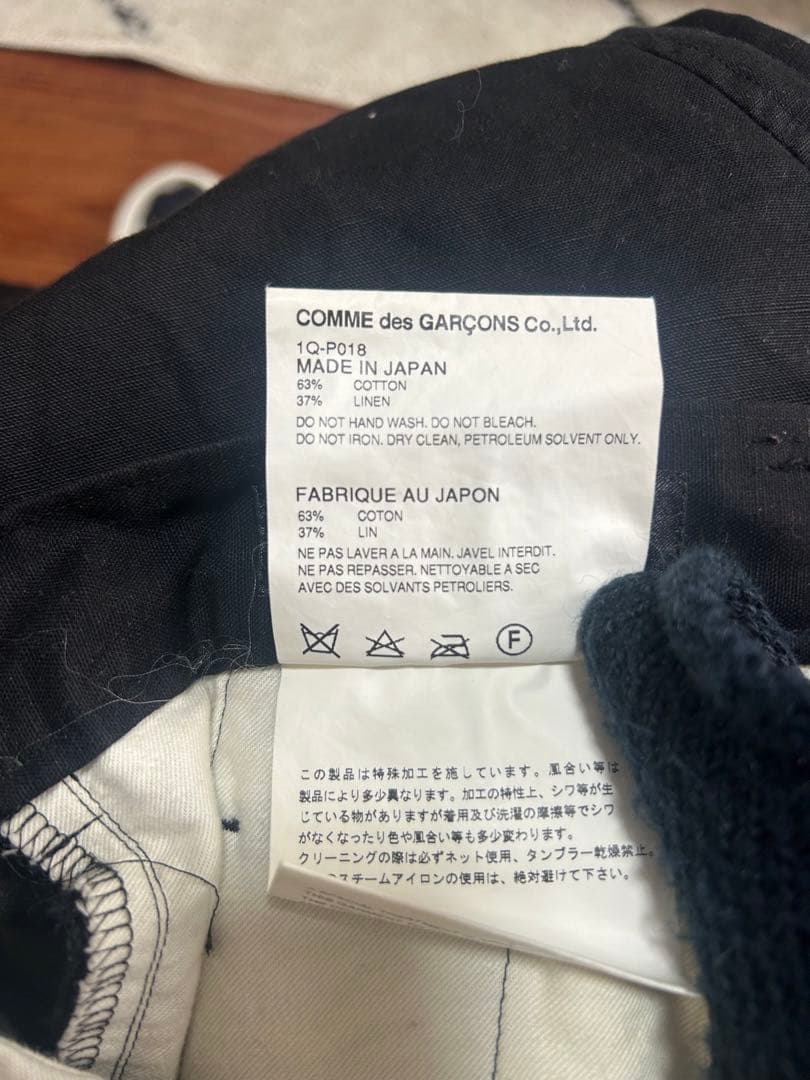 COMME des GARÇONS Co.,Ltd.
1Q-P018
MADE IN JAPAN
63% COTTON
37% LINEN
DO NOT HAND WASH. DO NOT BLEACH.
DO NOT IRON. DRY CLEAN, PETROLEUM SOLVENT ONLY.
FABRIQUE AU JAPON
63% COTON
37% LIN
NE PAS LAVER A LA MAIN. JAVEL INTERDIT.
NE PAS REPASSER. NETTOYABLE A SEC
AVEC DES SOLVANTS PETROLIERS.
F
この製品は特殊加工を施しています。風合い等は
製品により多少異なります。加工の特性上、シワ等が生
じている物がありますが着用及び洗濯の摩擦等でシワ
がなくなったり色や風合い等も多少変わります。
クリーニングの際は必ずネット使用、タンブラー乾燥禁止。
スチームアイロンの使用は、絶対避けて下さい。